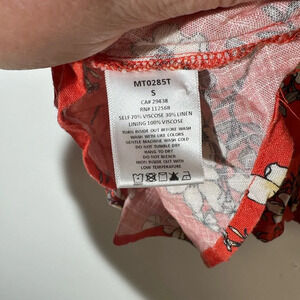 MT0285T
S
CA# 29438
RN# 112568
SELF:70% VISCOSE 30% LINEN
LINING:100% VISCOSE
TURN INSIDE OUT BEFORE WASH
WASH WITH LIKE COLORS
GENTLE MACHINE WASH COLD
DO NOT TUMBLE DRY
HANG TO DRY
DO NOT BLEACH
IRON INSIDE OUT WITH
LOW TEMPERATURE